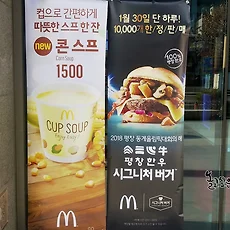 컵으로 간편하게
따뜻한 스프 한 잔
new 콘 스프
Corn Soup
1500
CUP SOUP
1월 30일 단 하루!
10,000개 한/정/판/매
100%
2018 평창 동계올림픽대회의 해
평창한우
시그니처 버거